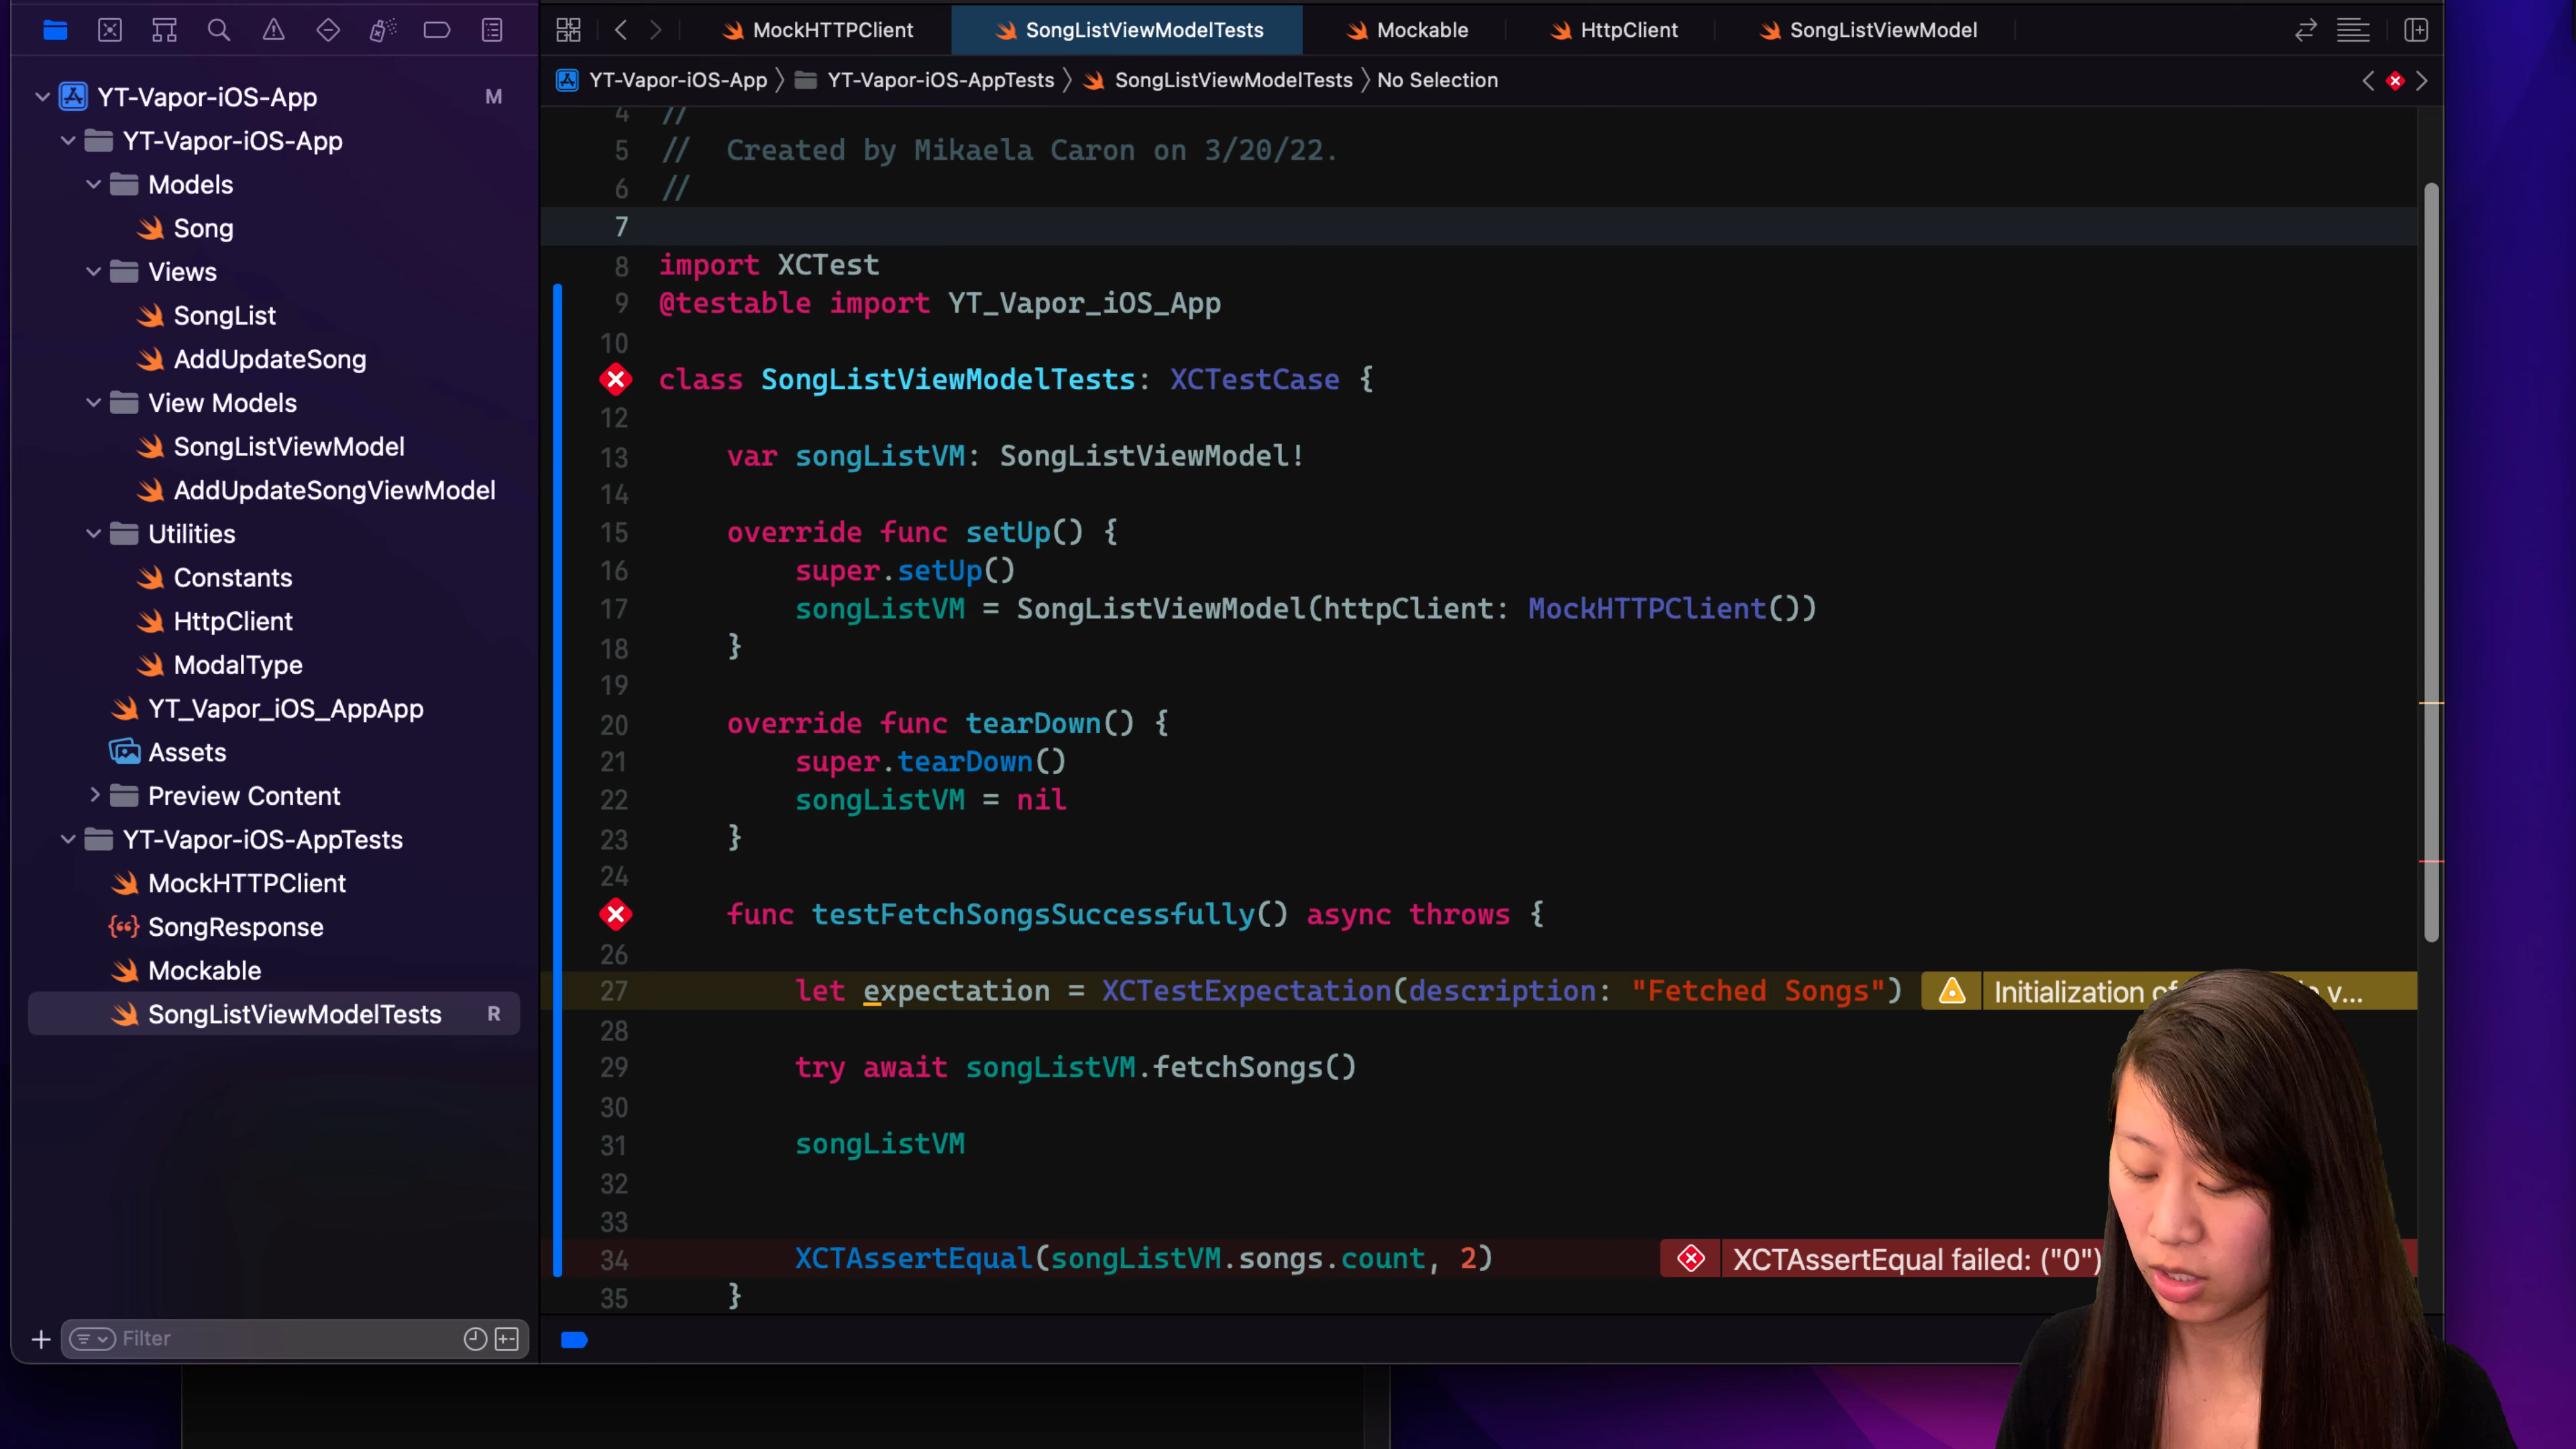 MockHTTPClient
SongListViewModelTests
Mockable
HttpClient
SongListViewModel
YT-Vapor-iOS-App
YT-Vapor-iOS-AppTests
SongListViewModelTests
No Selection
YT-Vapor-iOS-App M
YT-Vapor-iOS-App
Models
Song
Views
SongList
AddUpdateSong
View Models
SongListViewModel
AddUpdateSongViewModel
Utilities
Constants
HttpClient
ModalType
YT_Vapor_iOS_AppApp
Assets
Preview Content
YT-Vapor-iOS-AppTests
MockHTTPClient
SongResponse
Mockable
SongListViewModelTests R
Filter
4 //
5 // Created by Mikaela Caron on 3/20/22.
6 //
7
8 import XCTest
9 @testable import YT_Vapor_iOS_App
10
class SongListViewModelTests: XCTestCase {
12
13 var songListVM: SongListViewModel!
14
15 override func setUp() {
16 super.setUp()
17 songListVM = SongListViewModel(httpClient: MockHTTPClient())
18 }
19
20 override func tearDown() {
21 super.tearDown()
22 songListVM = nil
23 }
24
func testFetchSongsSuccessfully() async throws {
26
27 let expectation = XCTestExpectation(description: "Fetched Songs") Initialization of v...
28
29 try await songListVM.fetchSongs()
30
31 songListVM
32
33
34 XCTAssertEqual(songListVM.songs.count, 2) XCTAssertEqual failed: ("0")
35 }